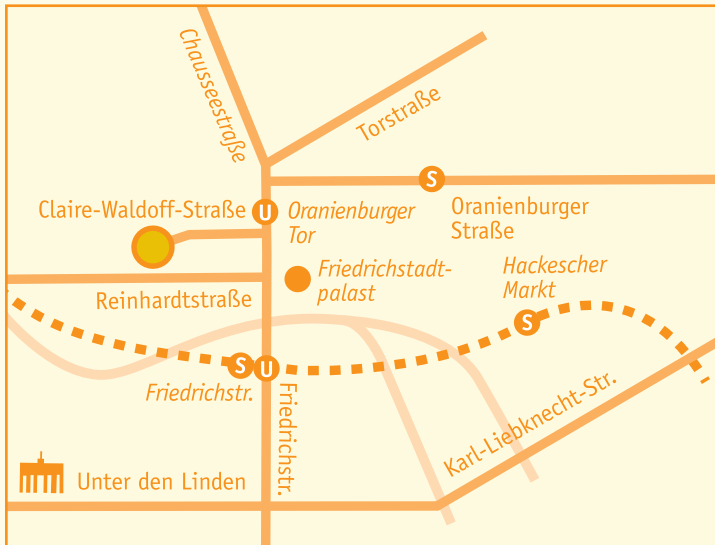 Chausseestraße
Torstraße
S
Claire-Waldoff-Straße
U
Oranienburger
Tor
Oranienburger
Straße
Friedrichstadt-
palast
Hackescher
Markt
Reinhardtstraße
S
S
U
Friedrichstr.
Friedrichstr.
Karl-Liebknecht-Str.
Unter den Linden